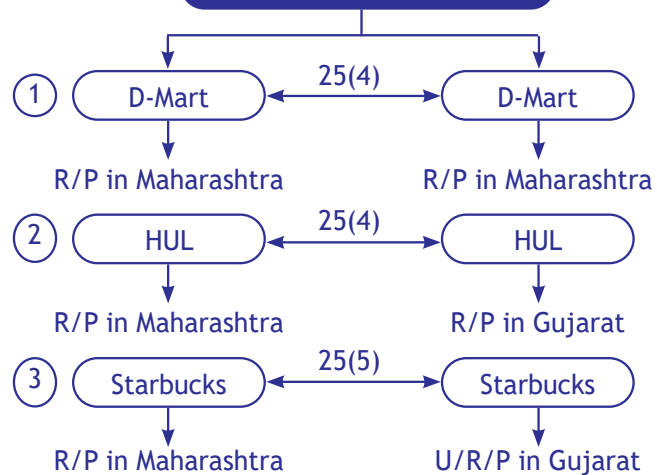 1 D-Mart 25(4) D-Mart
R/P in Maharashtra R/P in Maharashtra
2 HUL 25(4) HUL
R/P in Maharashtra R/P in Gujarat
3 Starbucks 25(5) Starbucks
R/P in Maharashtra U/R/P in Gujarat